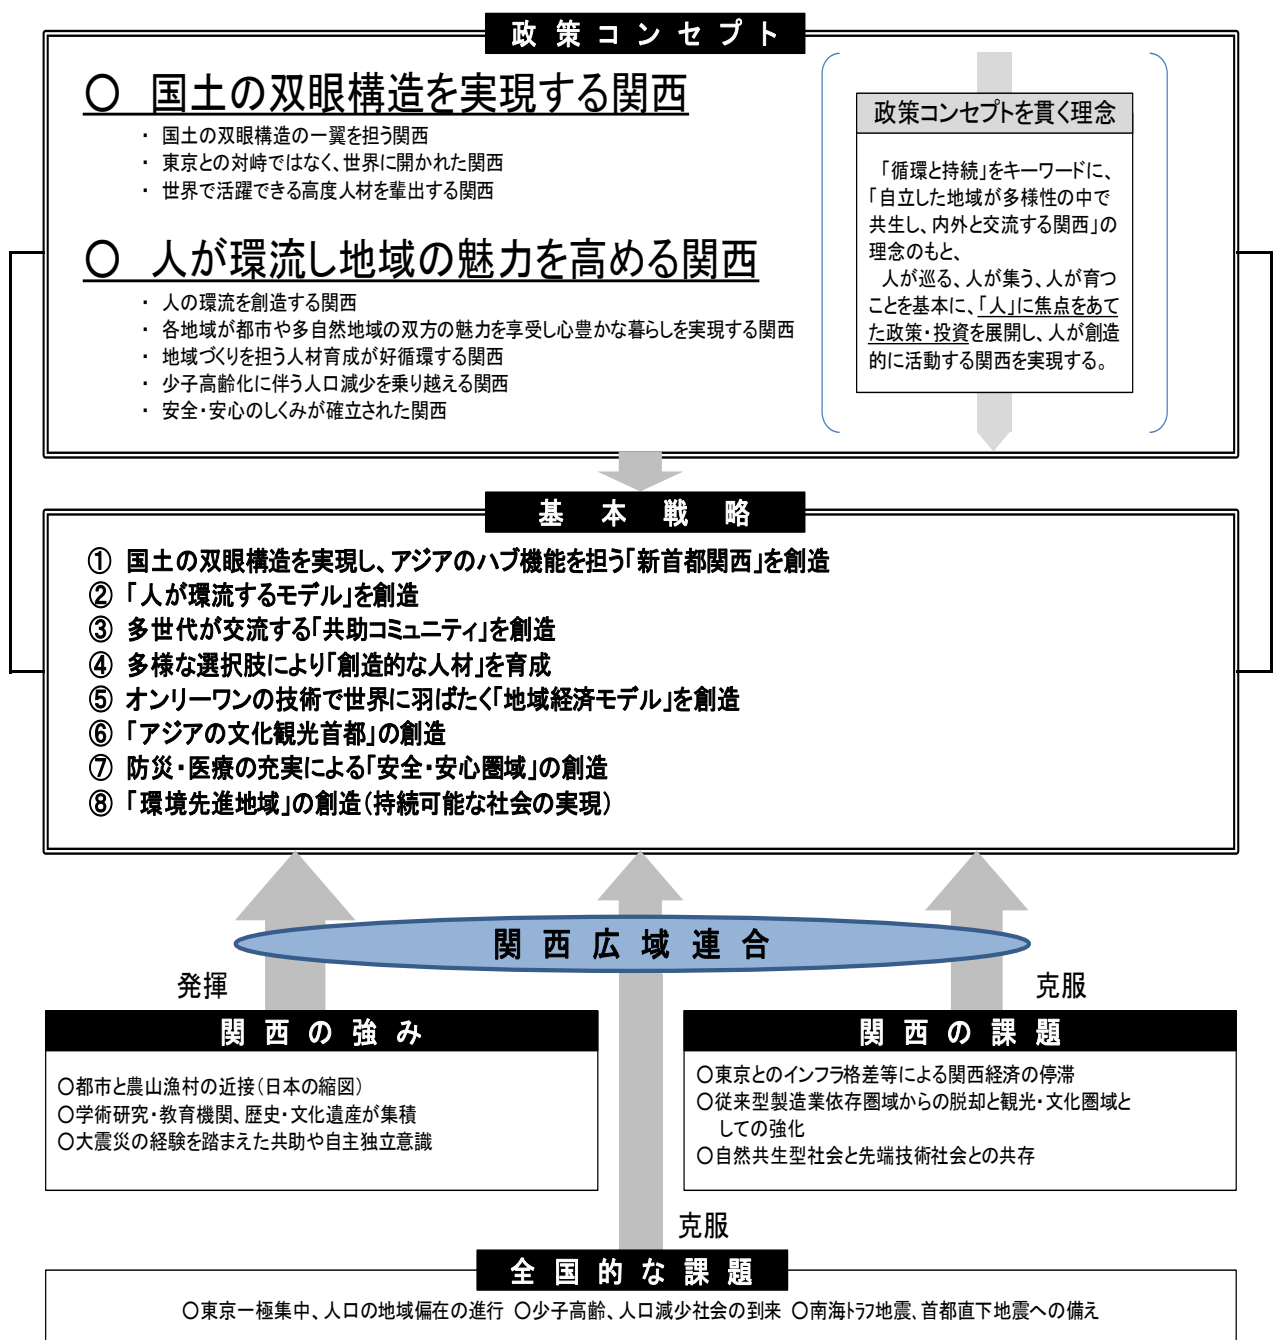 政策コンセプト
〇 国土の双眼構造を実現する関西
・ 国土の双眼構造の一翼を担う関西
・ 東京との対峙ではなく、世界に開かれた関西
・ 世界で活躍できる高度人材を輩出する関西
〇 人が環流し地域の魅力を高める関西
・ 人の環流を創造する関西
・ 各地域が都市や多自然地域の双方の魅力を享受し心豊かな暮らしを実現する関西
・ 地域づくりを担う人材育成が好循環する関西
・ 少子高齢化に伴う人口減少を乗り越える関西
・ 安全・安心のしくみが確立された関西
政策コンセプトを貫く理念
「循環と持続」をキーワードに、
「自立した地域が多様性の中で
共生し、内外と交流する関西」の
理念のもと、
人が巡る、人が集う、人が育つ
ことを基本に、「人」に焦点をあて
た政策・投資を展開し、人が創造
的に活動する関西を実現する。
基本戦略
① 国土の双眼構造を実現し、アジアのハブ機能を担う「新首都関西」を創造
② 「人が環流するモデル」を創造
③ 多世代が交流する「共助コミュニティ」を創造
④ 多様な選択肢により「創造的な人材」を育成
⑤ オンリーワンの技術で世界に羽ばたく「地域経済モデル」を創造
⑥ 「アジアの文化観光首都」の創造
⑦ 防災・医療の充実による「安全・安心圏域」の創造
⑧ 「環境先進地域」の創造(持続可能な社会の実現)
関西広域連合
発揮
克服
関西の強み
〇都市と農山漁村の近接(日本の縮図)
〇学術研究・教育機関、歴史・文化遺産が集積
〇大震災の経験を踏まえた共助や自主独立意識
関西の課題
〇東京とのインフラ格差等による関西経済の停滞
〇従来型製造業依存圏域からの脱却と観光・文化圏域と
しての強化
〇自然共生型社会と先端技術社会との共存
克服
全国的な課題
〇東京一極集中、人口の地域偏在の進行 〇少子高齢、人口減少社会の到来 〇南海トラフ地震、首都直下地震への備え